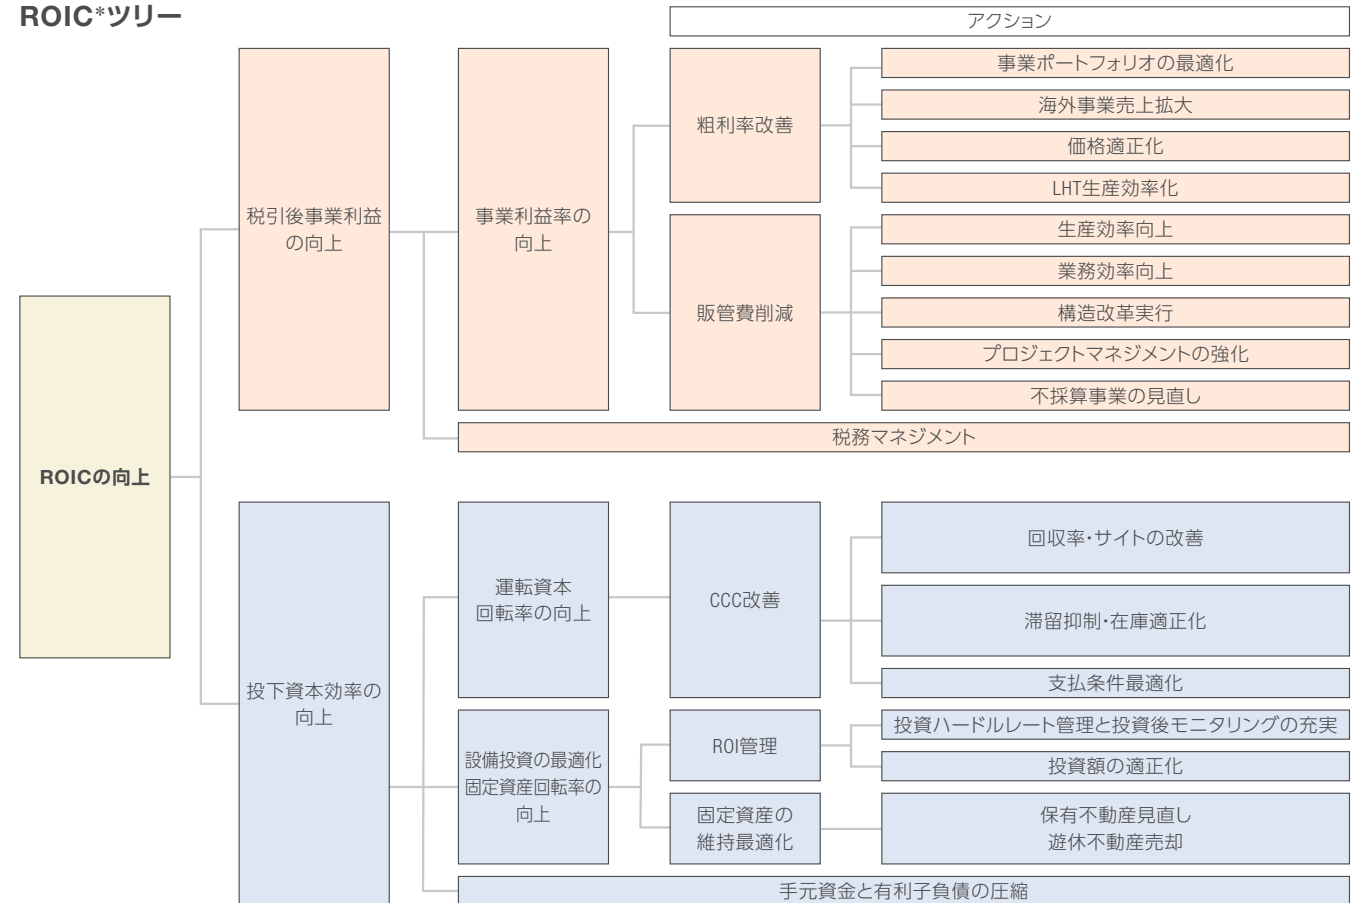 ROIC*ツリー
アクション
ROICの向上
税引後事業利益
の向上
事業利益率の
向上
粗利率改善
事業ポートフォリオの最適化
海外事業売上拡大
価格適正化
LHT生産効率化
販管費削減
生産効率向上
業務効率向上
構造改革実行
プロジェクトマネジメントの強化
不採算事業の見直し
税務マネジメント
投下資本効率の
向上
運転資本
回転率の向上
CCC改善
回収率・サイトの改善
滞留抑制・在庫適正化
支払条件最適化
設備投資の最適化
固定資産回転率の
向上
ROI管理
投資ハードルレート管理と投資後モニタリングの充実
投資額の適正化
固定資産の
維持最適化
保有不動産見直し
遊休不動産売却
手元資金と有利子負債の圧縮